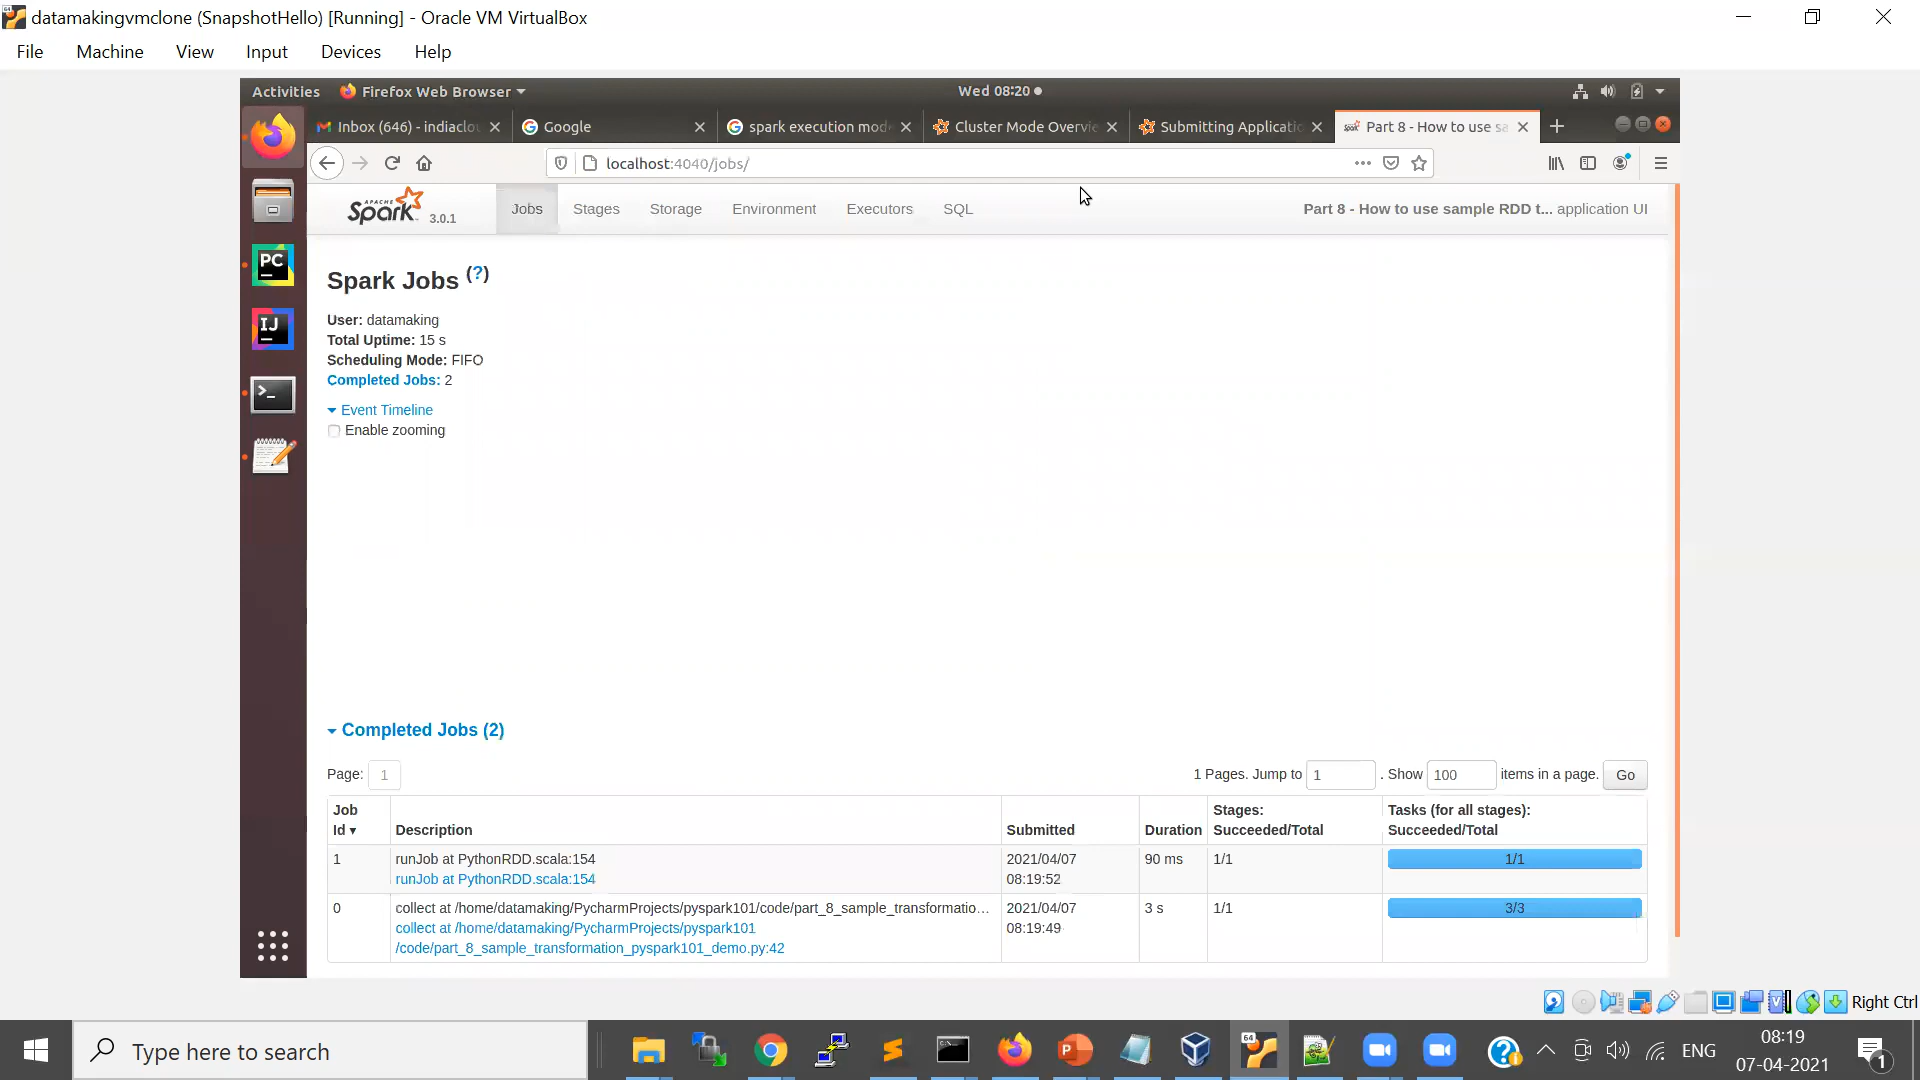 datamakingvmclone (SnapshotHello) [Running] - Oracle VM VirtualBox
File Machine View Input Devices Help
Activities Firefox Web Browser Wed 08:20
Inbox (646) - indiaclou Google spark execution mode Cluster Mode Overvie Submitting Applicatio Part 8 - How to use sa
localhost:4040/jobs/
APACHE Spark 3.0.1 Jobs Stages Storage Environment Executors SQL Part 8 - How to use sample RDD t... application UI
Spark Jobs (?)
User: datamaking
Total Uptime: 15 s
Scheduling Mode: FIFO
Completed Jobs: 2
Event Timeline
Enable zooming
Completed Jobs (2)
Page: 1 1 Pages. Jump to 1 . Show 100 items in a page. Go
Job Id ▾ Description Submitted Duration Stages: Succeeded/Total Tasks (for all stages): Succeeded/Total
1 runJob at PythonRDD.scala:154 2021/04/07 90 ms 1/1 1/1
runJob at PythonRDD.scala:154 08:19:52
0 collect at /home/datamaking/PycharmProjects/pyspark101/code/part_8_sample_transformatio... 2021/04/07 3 s 1/1 3/3
collect at /home/datamaking/PycharmProjects/pyspark101 08:19:49
/code/part_8_sample_transformation_pyspark101_demo.py:42
Right Ctrl
Type here to search ENG 08:19
07-04-2021 1
PC
IJ